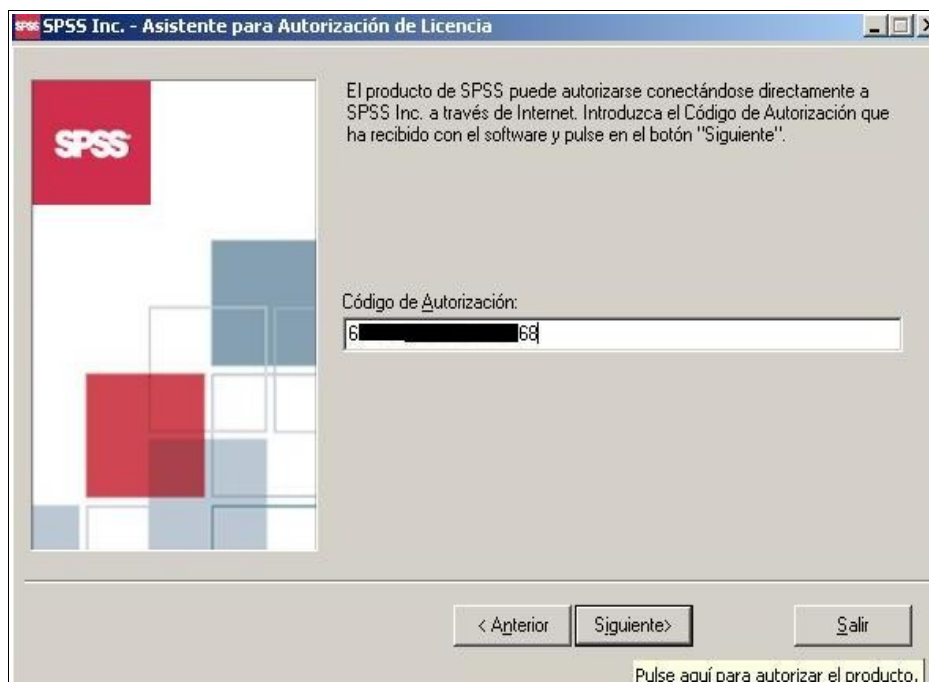 SPSS SPSS Inc. - Asistente para Autorización de Licencia
SPSS
El producto de SPSS puede autorizarse conectándose directamente a
SPSS Inc. a través de Internet. Introduzca el Código de Autorización que
ha recibido con el software y pulse en el botón "Siguiente".
Código de Autorización:
6 68
< Anterior Siguiente> Salir
Pulse aquí para autorizar el producto.